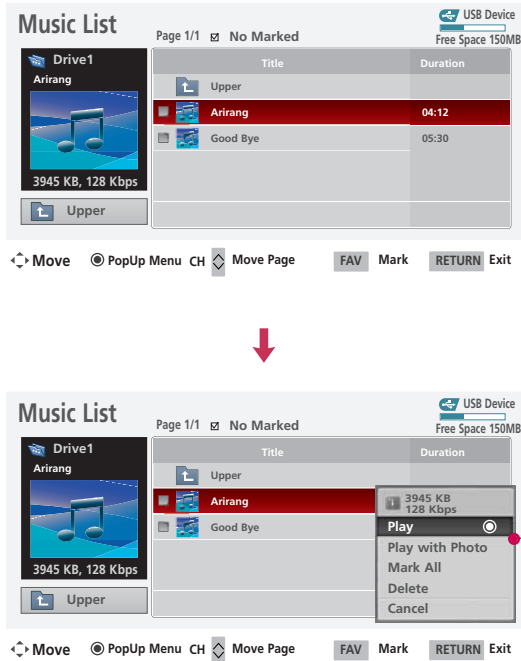 Music List
Page 1/1 No Marked
USB Device
Free Space 150MB
Drive1
Arirang
3945 KB, 128 Kbps
Upper
Title Duration
Upper
Arirang 04:12
Good Bye 05:30
Move PopUp Menu CH Move Page FAV Mark RETURN Exit
Music List
Page 1/1 No Marked
USB Device
Free Space 150MB
Drive1
Arirang
3945 KB, 128 Kbps
Upper
Title Duration
Upper
Arirang
Good Bye
3945 KB
128 Kbps
Play
Play with Photo
Mark All
Delete
Cancel
Move PopUp Menu CH Move Page FAV Mark RETURN Exit